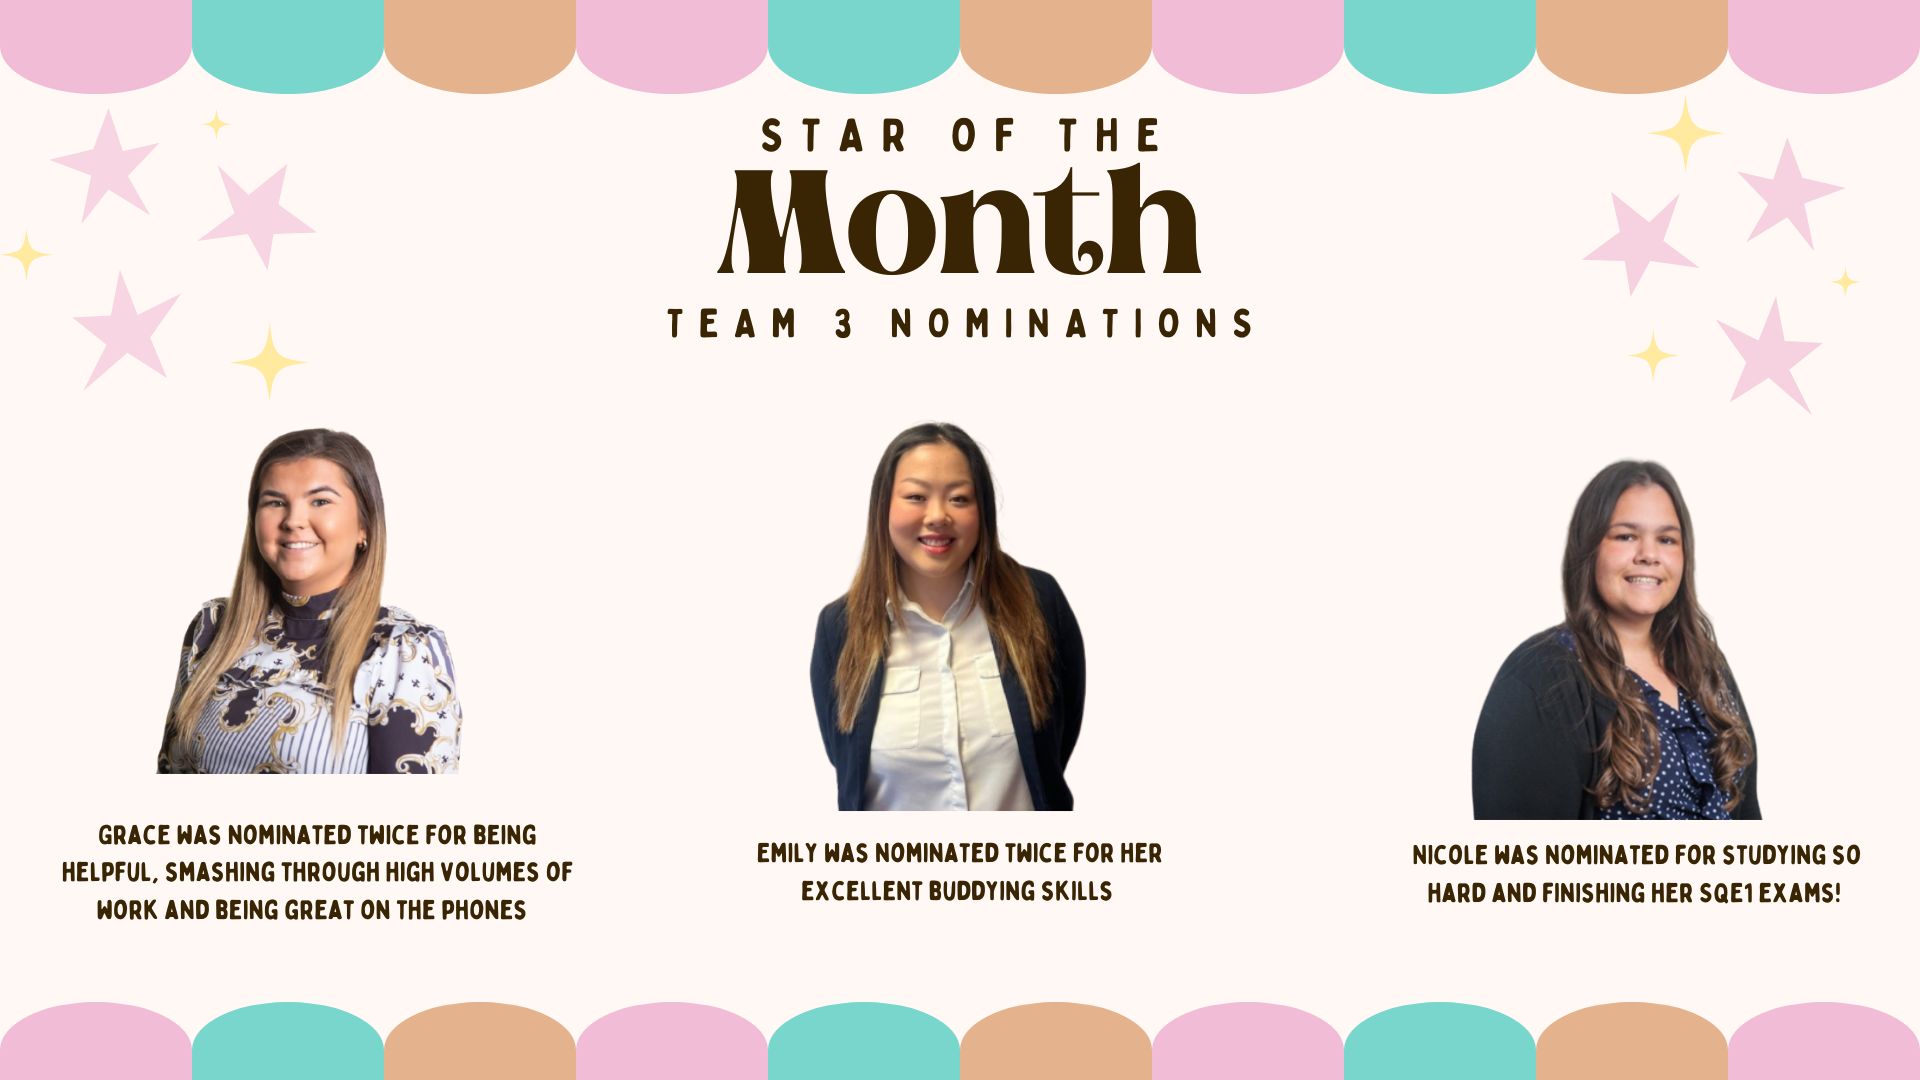 STAR OF THE
Month
TEAM 3 NOMINATIONS
GRACE WAS NOMINATED TWICE FOR BEING
HELPFUL, SMASHING THROUGH HIGH VOLUMES OF
WORK AND BEING GREAT ON THE PHONES
EMILY WAS NOMINATED TWICE FOR HER
EXCELLENT BUDDYING SKILLS
NICOLE WAS NOMINATED FOR STUDYING SO
HARD AND FINISHING HER SQE1 EXAMS!